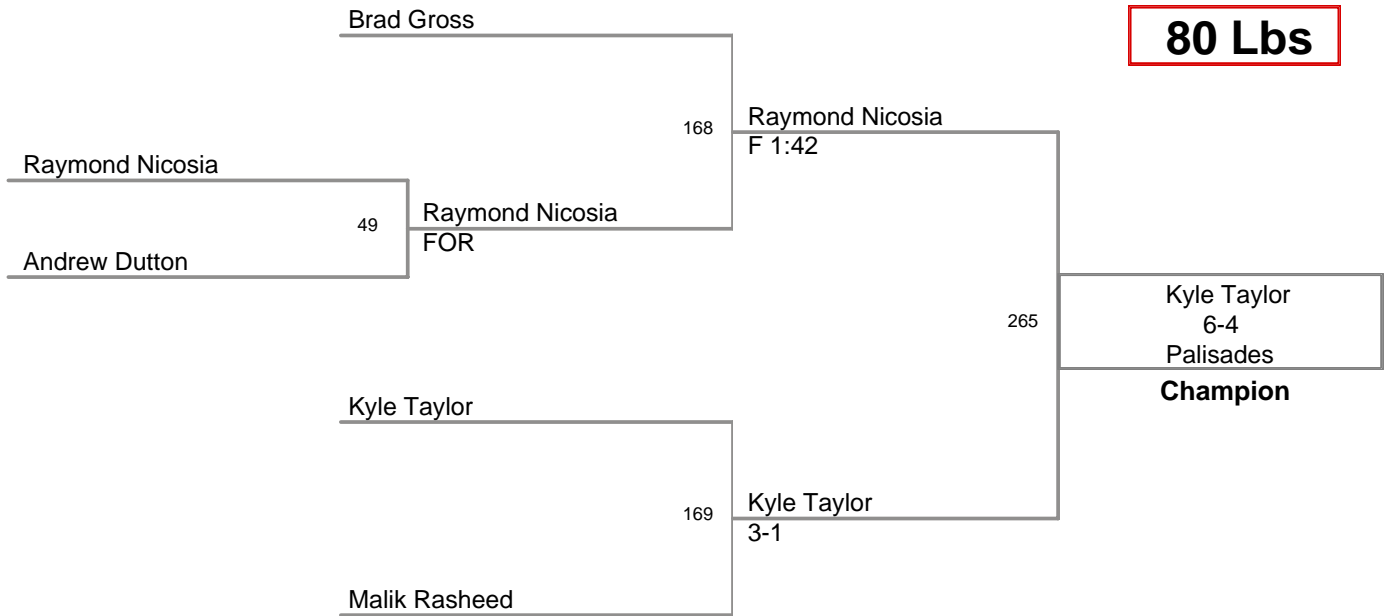 Brad Gross
80 Lbs
168
Raymond Nicosia
F 1:42
Raymond Nicosia
49
Raymond Nicosia
FOR
Andrew Dutton
265
Kyle Taylor
6-4
Palisades
Champion
Kyle Taylor
169
Kyle Taylor
3-1
Malik Rasheed